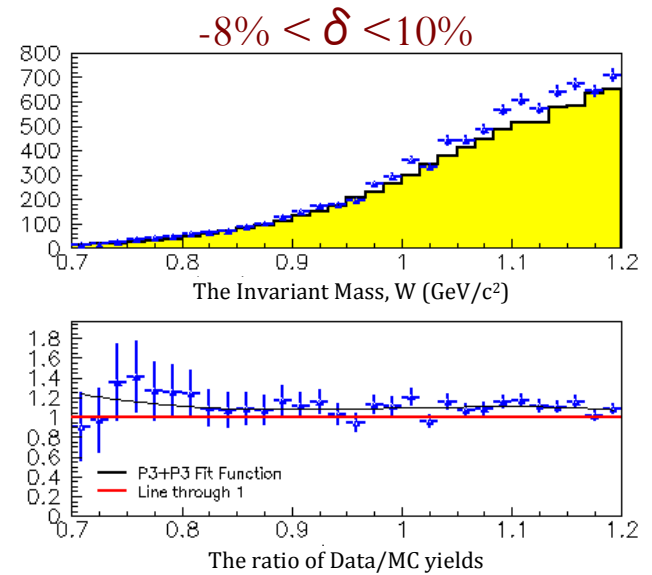 -8% < δ <10%
800
700
600
500
400
300
200
100
0
0.7 0.8 0.9 1 1.1 1.2
The Invariant Mass, W (GeV/c²)
1.8
1.6
1.4
1.2
1
0.8
0.6
0.4
0.2
0
P3+P3 Fit Function
Line through 1
0.7 0.8 0.9 1 1.1 1.2
The ratio of Data/MC yields